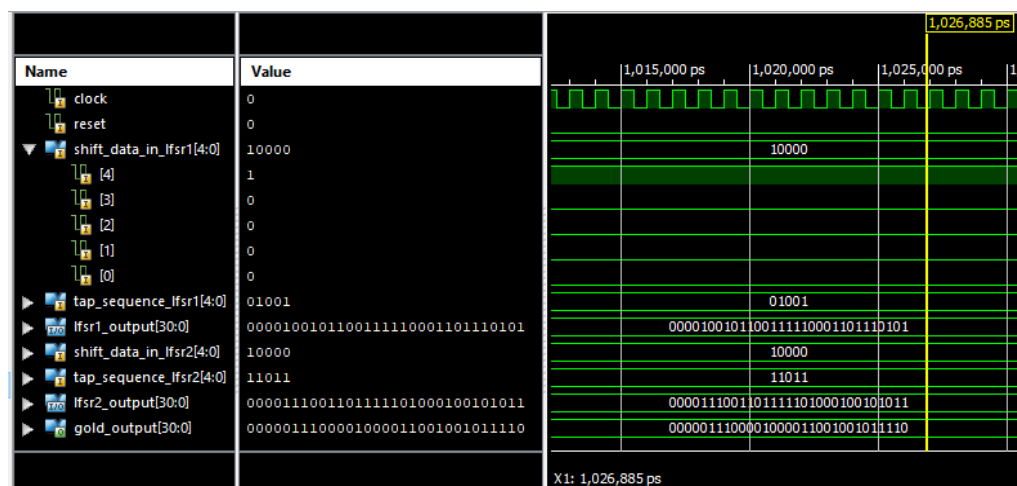 1,026,885 ps
Name Value 1,015,000 ps 1,020,000 ps 1,025,000 ps 1
clock 0
reset 0
shift_data_in_lfsr1[4:0] 10000 10000
[4] 1
[3] 0
[2] 0
[1] 0
[0] 0
tap_sequence_lfsr1[4:0] 01001 01001
lfsr1_output[30:0] 0000100101100111110001101110101 0000100101100111110001101110101
shift_data_in_lfsr2[4:0] 10000 10000
tap_sequence_lfsr2[4:0] 11011 11011
lfsr2_output[30:0] 0000111001101111101000100101011 0000111001101111101000100101011
gold_output[30:0] 0000011100001000011001001011110 0000011100001000011001001011110
X1: 1,026,885 ps